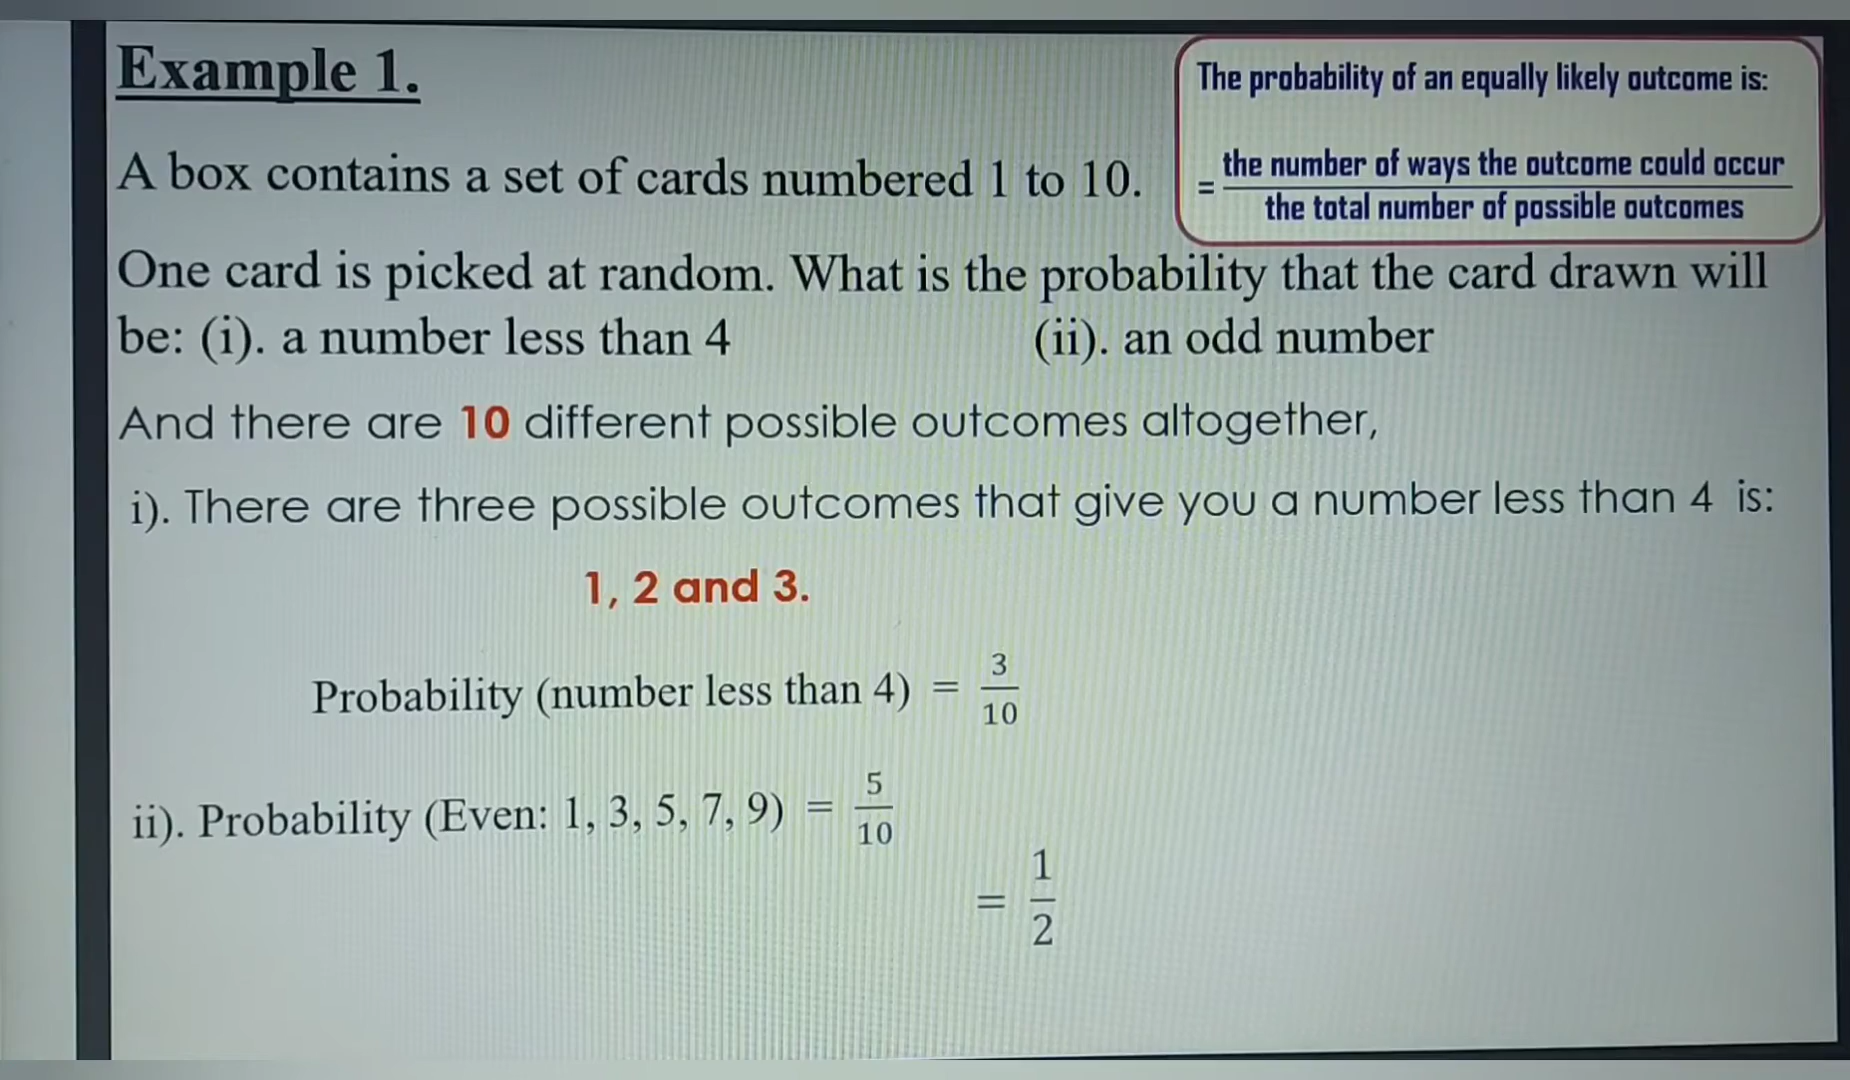 Example 1.
The probability of an equally likely outcome is:
= the number of ways the outcome could occur
the total number of possible outcomes
A box contains a set of cards numbered 1 to 10.
One card is picked at random. What is the probability that the card drawn will
be: (i). a number less than 4 (ii). an odd number
And there are 10 different possible outcomes altogether,
i). There are three possible outcomes that give you a number less than 4 is:
1, 2 and 3.
Probability (number less than 4) = 3/10
ii). Probability (Even: 1, 3, 5, 7, 9) = 5/10
= 1/2